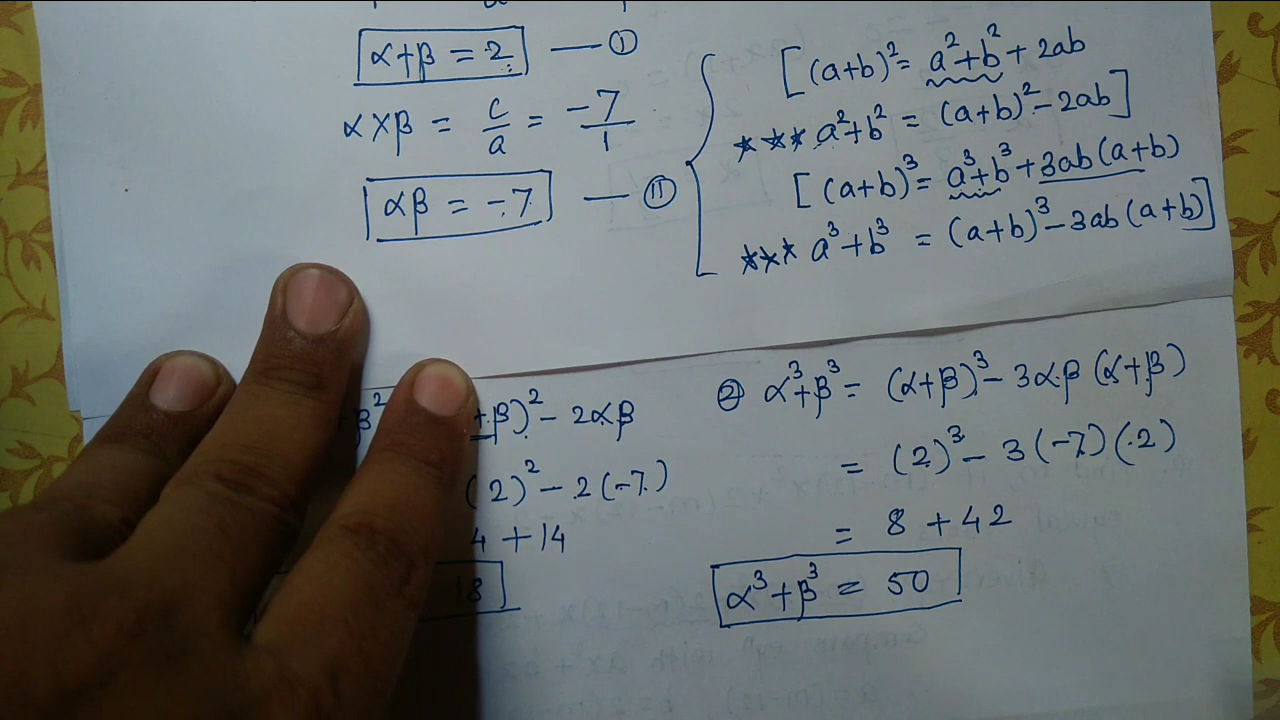 α+β = 2 — ①
α×β = c/a = -7/1
αβ = -7 — ⑪
[(a+b)² = a²+b² + 2ab
*** a²+b² = (a+b)² - 2ab]
[(a+b)³ = a³+b³ + 3ab(a+b)
*** a³+b³ = (a+b)³ - 3ab(a+b)]
β² +β)² - 2αβ
(2)² - 2(-7)
4 + 14
18
② α³+β³ = (α+β)³ - 3αβ (α+β)
= (2)³ - 3(-7)(2)
= 8 + 42
α³+β³ = 50